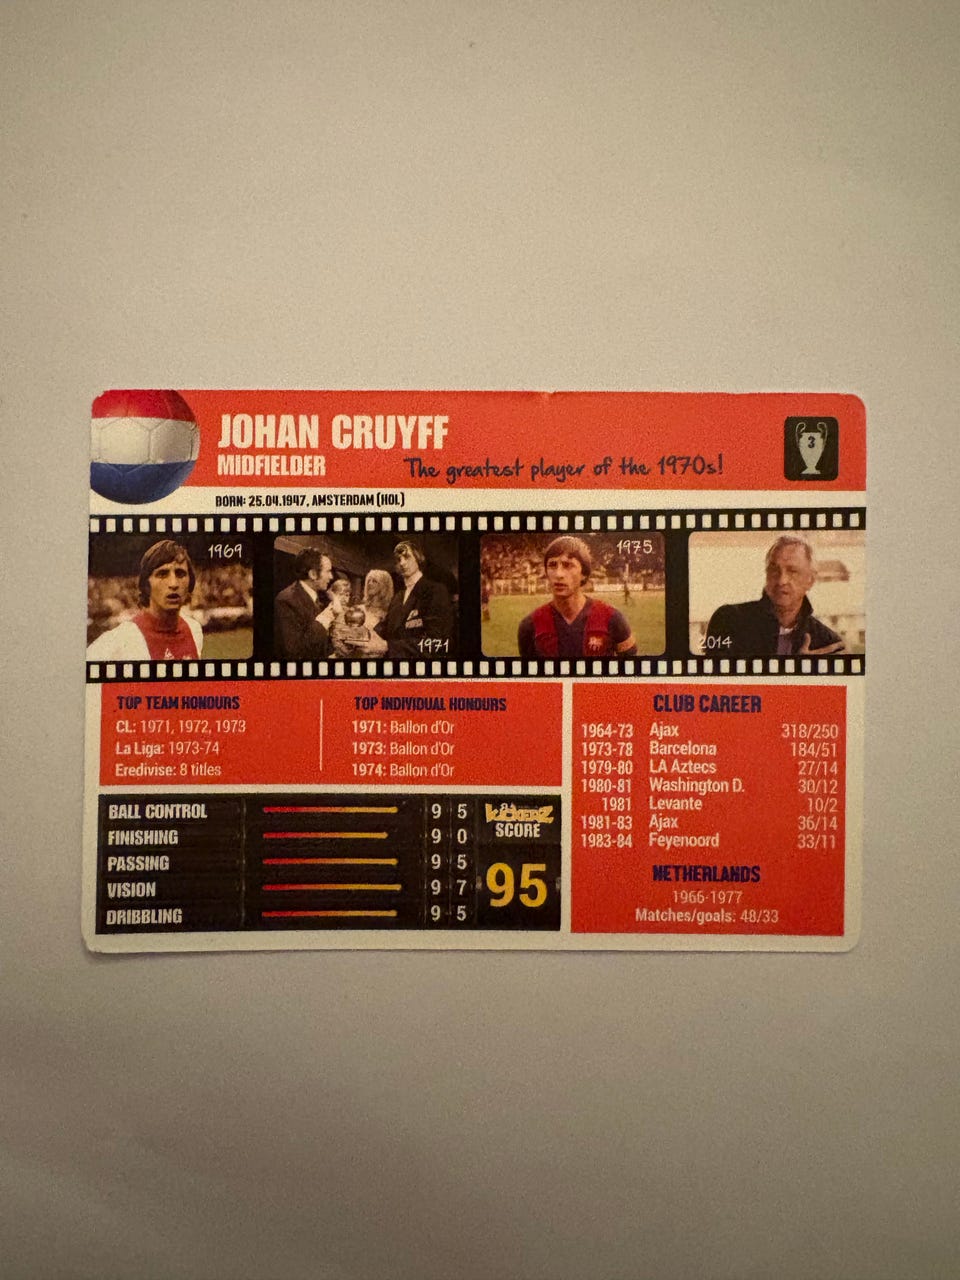 JOHAN CRUYFF
MIDFIELDER
The greatest player of the 1970s!
3
BORN: 25.04.1947, AMSTERDAM (HOL)
1969
1971
1975
2014
TOP TEAM HONOURS
CL: 1971, 1972, 1973
La Liga: 1973-74
Eredivise: 8 titles
TOP INDIVIDUAL HONOURS
1971: Ballon d'Or
1973: Ballon d'Or
1974: Ballon d'Or
BALL CONTROL 9 5
FINISHING 9 0
PASSING 9 5
VISION 9 7
DRIBBLING 9 5
KICKERZ
SCORE
95
CLUB CAREER
1964-73 Ajax 318/250
1973-78 Barcelona 184/51
1979-80 LA Aztecs 27/14
1980-81 Washington D. 30/12
1981 Levante 10/2
1981-83 Ajax 36/14
1983-84 Feyenoord 33/11
NETHERLANDS
1966-1977
Matches/goals: 48/33